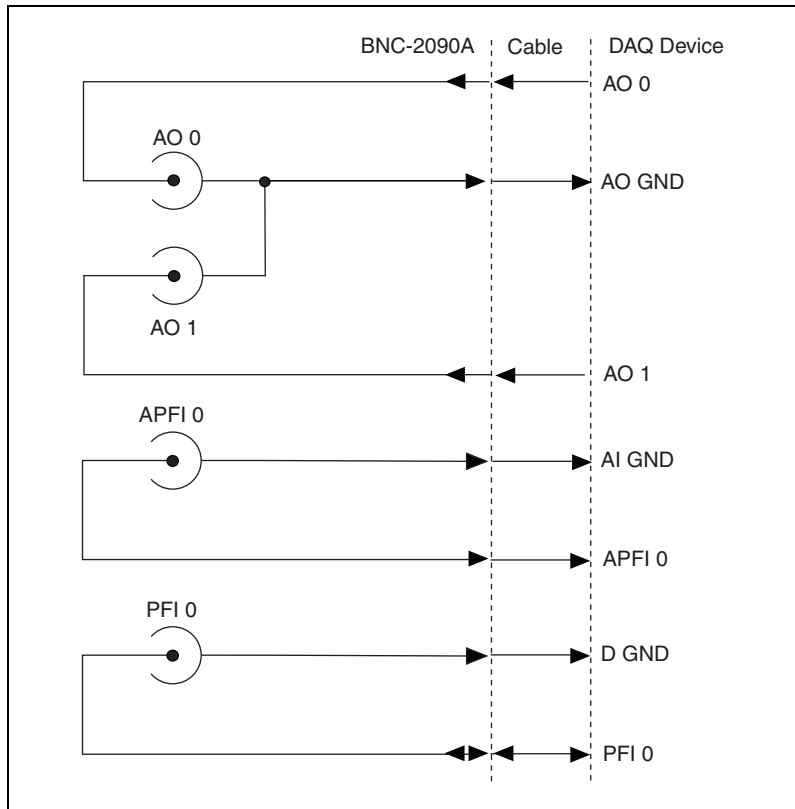 BNC-2090A Cable DAQ Device
AO 0
AO 0
AO GND
AO 1
AO 1
APFI 0
AI GND
APFI 0
PFI 0
D GND
PFI 0